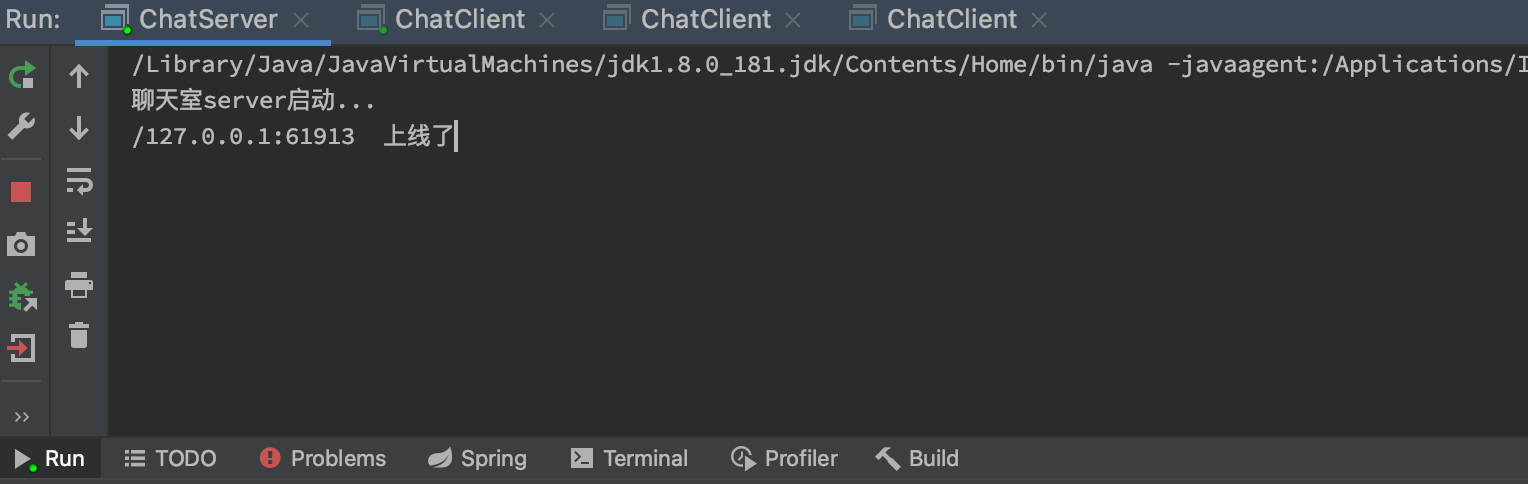 Run: ChatServer ChatClient ChatClient ChatClient
/Library/Java/JavaVirtualMachines/jdk1.8.0_181.jdk/Contents/Home/bin/java -javaagent:/Applications/I
聊天室server启动...
/127.0.0.1:61913  上线了
Run TODO Problems Spring Terminal Profiler Build